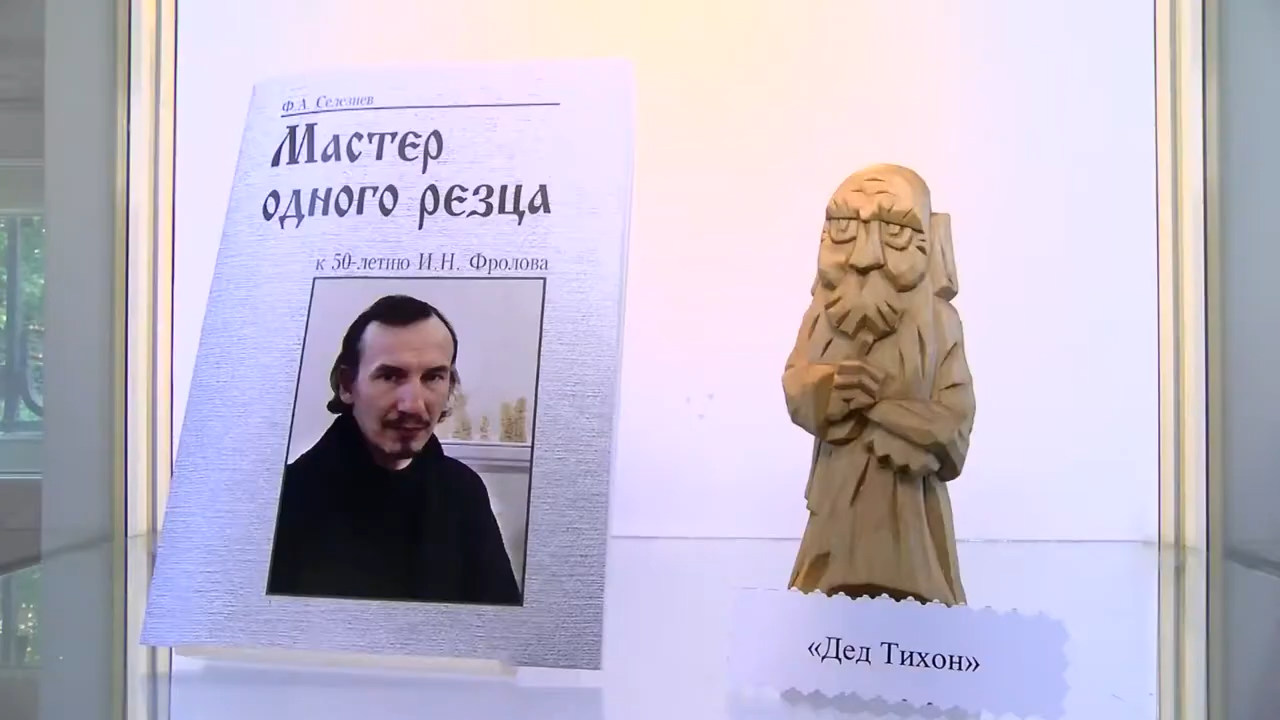 Ф.А. Селезнев
Мастер
одного резца
к 50-летию И.Н. Фролова
«Дед Тихон»